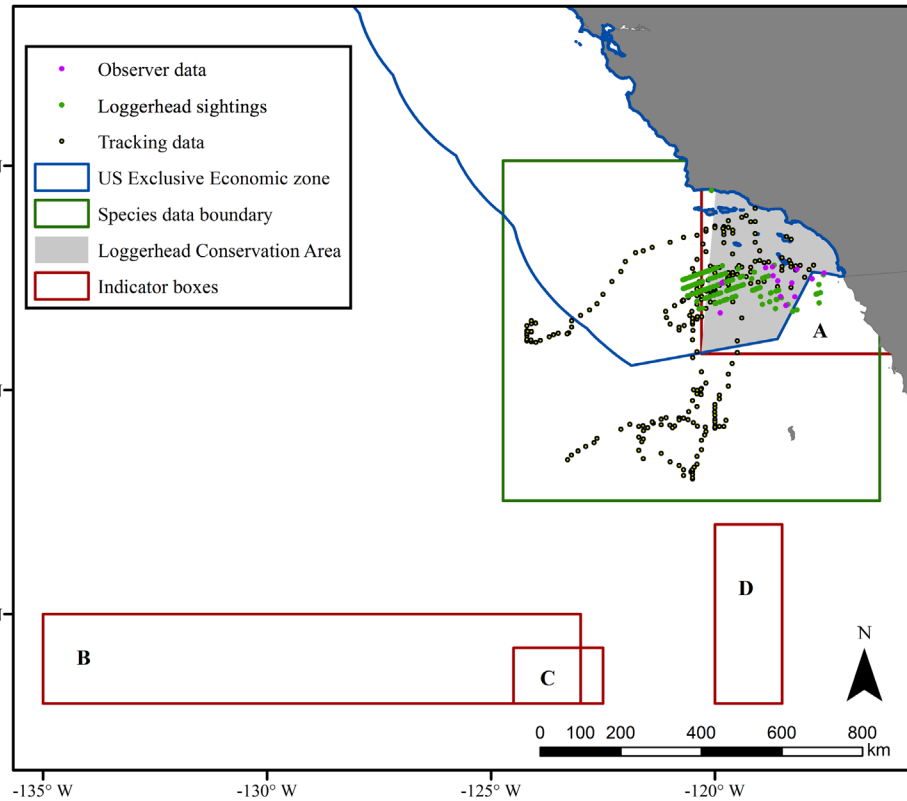 Observer data
Loggerhead sightings
Tracking data
US Exclusive Economic zone
Species data boundary
Loggerhead Conservation Area
Indicator boxes
A
D
B
C
N
0 100 200 400 600 800
km
-135° W -130° W -125° W -120° W